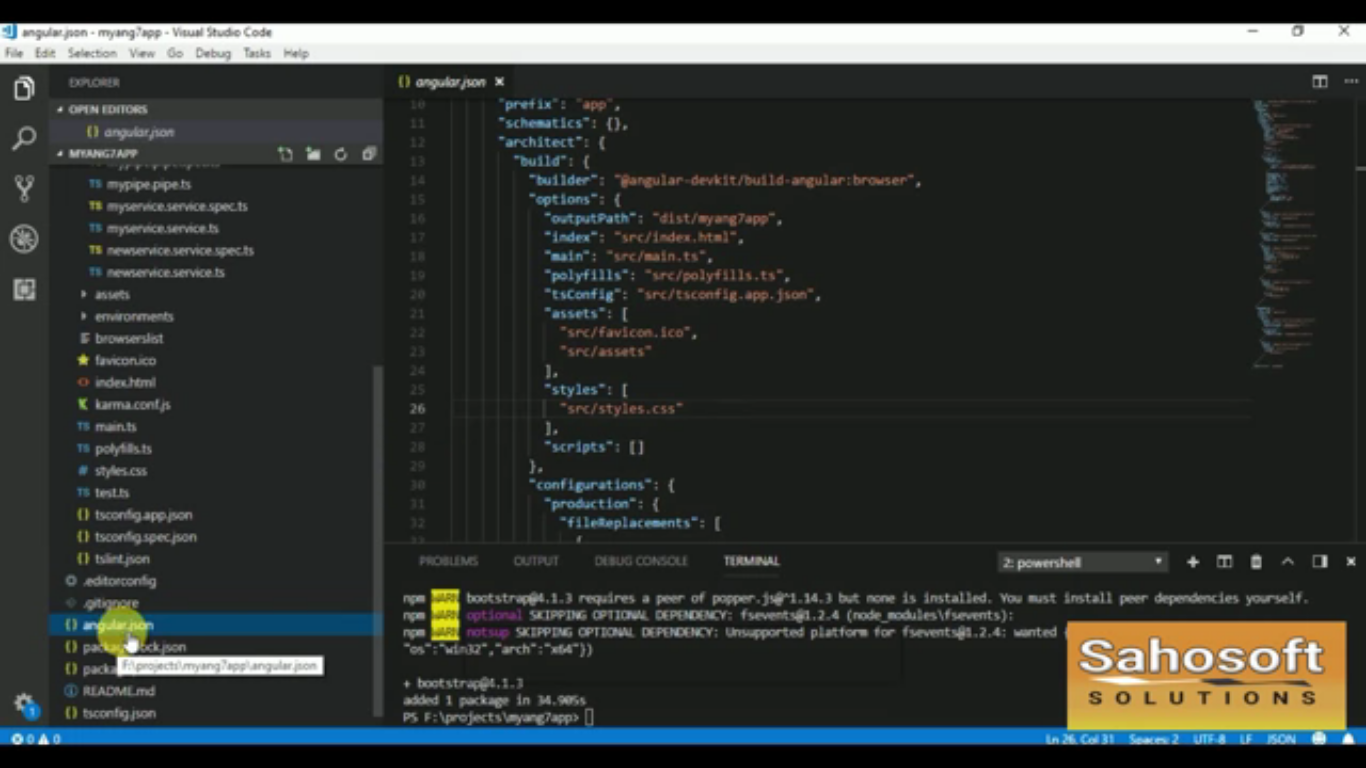 angular.json - myang7app - Visual Studio Code
File Edit Selection View Go Debug Tasks Help
EXPLORER
OPEN EDITORS
{} angular.json
MYANG7APP
TS mypipe.pipe.ts
TS myservice.service.spec.ts
TS myservice.service.ts
TS newservice.service.spec.ts
TS newservice.service.ts
assets
environments
browserslist
favicon.ico
<> index.html
karma.conf.js
TS main.ts
TS polyfills.ts
# styles.css
TS test.ts
{} tsconfig.app.json
{} tsconfig.spec.json
{} tslint.json
.editorconfig
.gitignore
{} angular.json
F:\projects\myang7app\angular.json
README.md
{} tsconfig.json
{} angular.json ×
10 "prefix": "app",
11 "schematics": {},
12 "architect": {
13 "build": {
14 "builder": "@angular-devkit/build-angular:browser",
15 "options": {
16 "outputPath": "dist/myang7app",
17 "index": "src/index.html",
18 "main": "src/main.ts",
19 "polyfills": "src/polyfills.ts",
20 "tsConfig": "src/tsconfig.app.json",
21 "assets": [
22 "src/favicon.ico",
23 "src/assets"
24 ],
25 "styles": [
26 "src/styles.css"
27 ],
28 "scripts": []
29 },
30 "configurations": {
31 "production": {
32 "fileReplacements": [
{
PROBLEMS OUTPUT DEBUG CONSOLE TERMINAL
2: powershell
npm WARN bootstrap@4.1.3 requires a peer of popper.js@^1.14.3 but none is installed. You must install peer dependencies yourself.
npm WARN optional SKIPPING OPTIONAL DEPENDENCY: fsevents@1.2.4 (node_modules\fsevents):
npm WARN notsup SKIPPING OPTIONAL DEPENDENCY: Unsupported platform for fsevents@1.2.4: wanted
"os":"win32","arch":"x64"})
+ bootstrap@4.1.3
added 1 package in 34.905s
PS F:\projects\myang7app>
Sahosoft
SOLUTIONS
0 0
Ln 26, Col 31 Spaces: 2 UTF-8 LF JSON
1